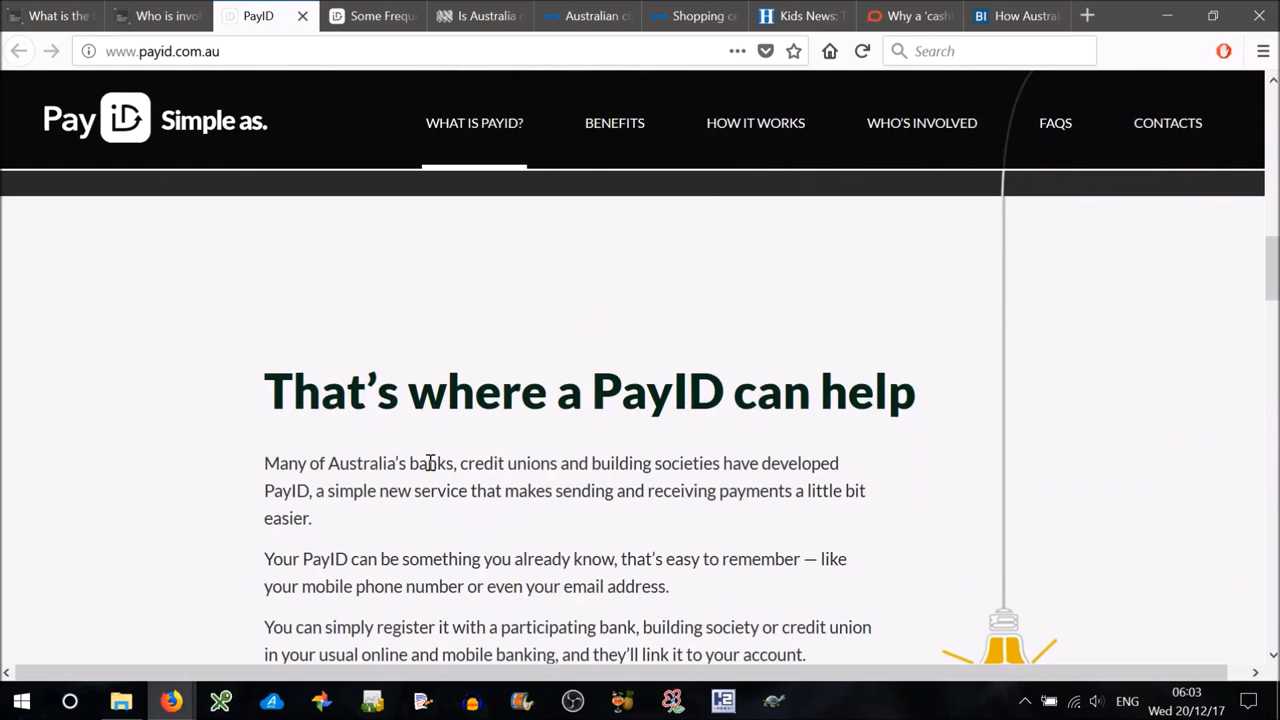 What is the
Who is invo
PayID
Some Frequ
Is Australia c
Australian ci
Shopping ce
Kids News: T
Why a 'cash
BI How Austral
www.payid.com.au
Search
Pay iD Simple as.
WHAT IS PAYID?
BENEFITS
HOW IT WORKS
WHO'S INVOLVED
FAQS
CONTACTS
That's where a PayID can help
Many of Australia's banks, credit unions and building societies have developed
PayID, a simple new service that makes sending and receiving payments a little bit
easier.
Your PayID can be something you already know, that's easy to remember — like
your mobile phone number or even your email address.
You can simply register it with a participating bank, building society or credit union
in your usual online and mobile banking, and they'll link it to your account.
ENG
06:03
Wed 20/12/17